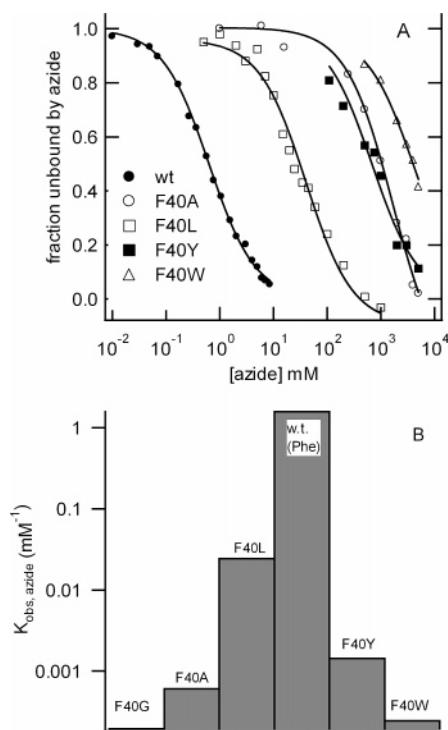 A
fraction unbound by azide
1.0
0.8
0.6
0.4
0.2
0.0
wt
F40A
F40L
F40Y
F40W
10⁻² 10⁻¹ 10⁰ 10¹ 10² 10³ 10⁴
[azide] mM
B
K_obs, azide (mM⁻¹)
1
0.1
0.01
0.001
w.t.
(Phe)
F40L
F40Y
F40A
F40G
F40W